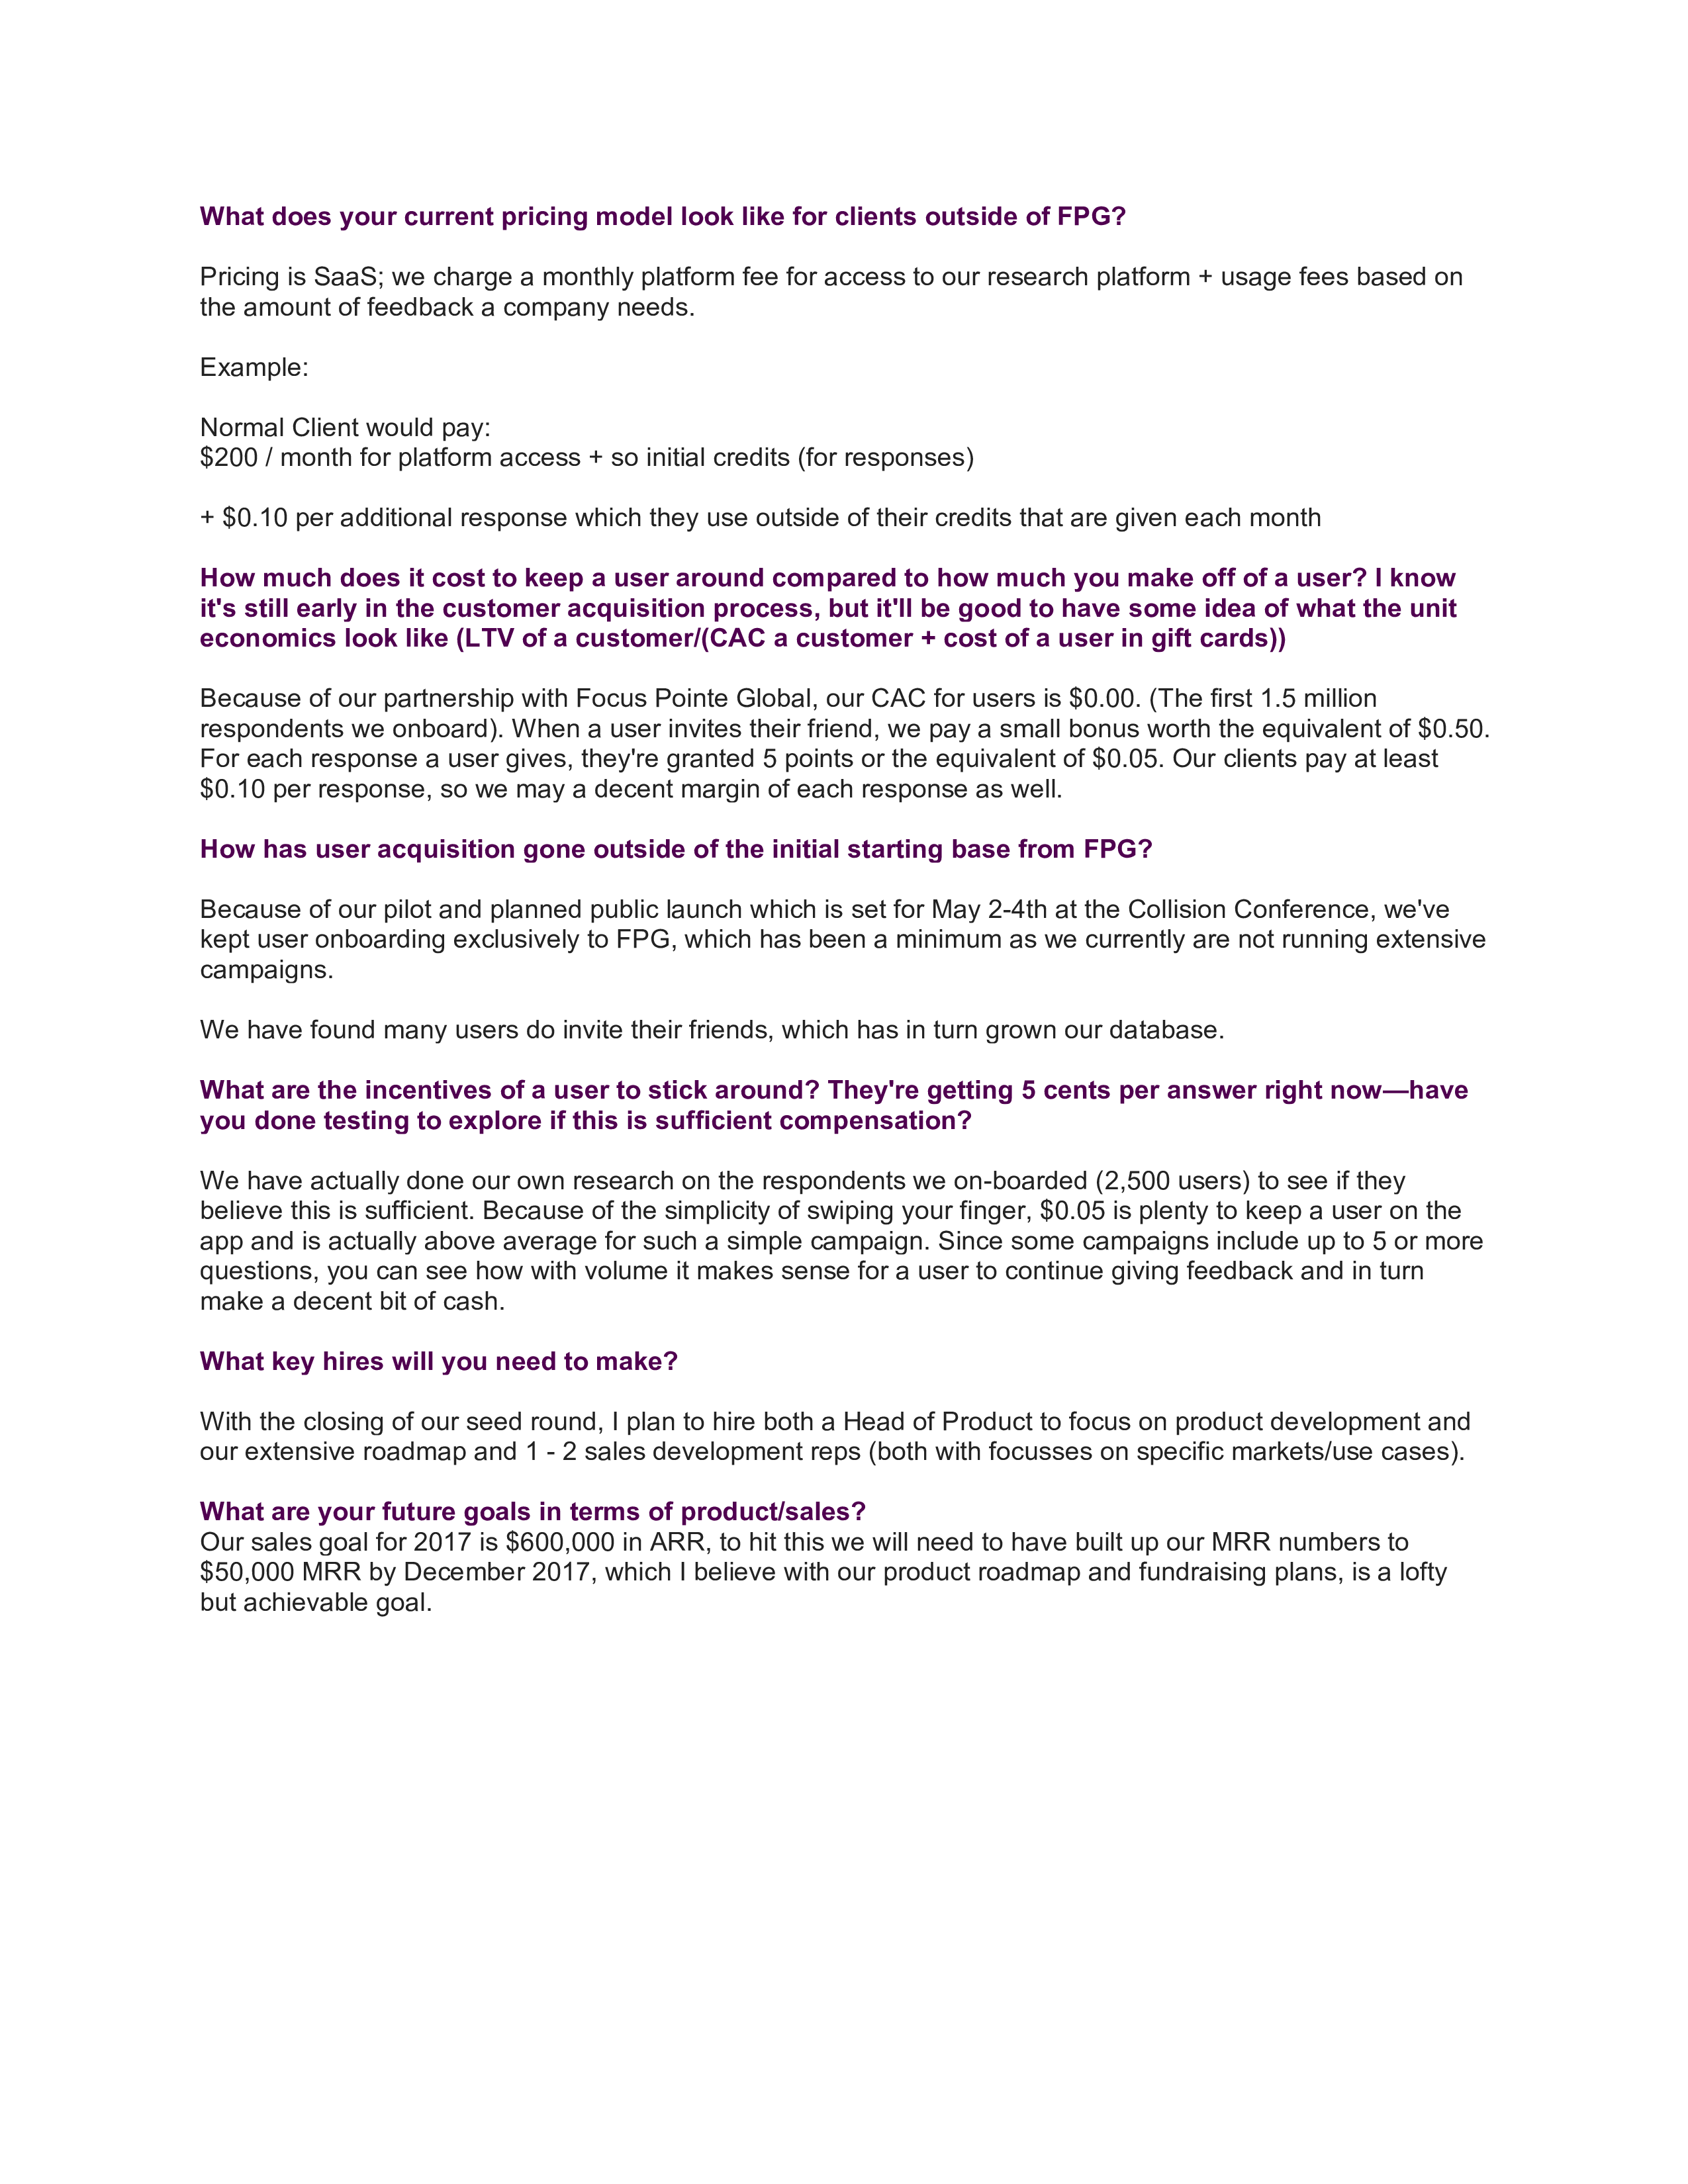 What does your current pricing model look like for clients outside of FPG?
Pricing is SaaS; we charge a monthly platform fee for access to our research platform + usage fees based on
the amount of feedback a company needs.
Example:
Normal Client would pay:
$200 / month for platform access + so initial credits (for responses)
+ $0.10 per additional response which they use outside of their credits that are given each month
How much does it cost to keep a user around compared to how much you make off of a user? I know
it's still early in the customer acquisition process, but it'll be good to have some idea of what the unit
economics look like (LTV of a customer/(CAC a customer + cost of a user in gift cards))
Because of our partnership with Focus Pointe Global, our CAC for users is $0.00. (The first 1.5 million
respondents we onboard). When a user invites their friend, we pay a small bonus worth the equivalent of $0.50.
For each response a user gives, they're granted 5 points or the equivalent of $0.05. Our clients pay at least
$0.10 per response, so we may a decent margin of each response as well.
How has user acquisition gone outside of the initial starting base from FPG?
Because of our pilot and planned public launch which is set for May 2-4th at the Collision Conference, we've
kept user onboarding exclusively to FPG, which has been a minimum as we currently are not running extensive
campaigns.
We have found many users do invite their friends, which has in turn grown our database.
What are the incentives of a user to stick around? They're getting 5 cents per answer right now—have
you done testing to explore if this is sufficient compensation?
We have actually done our own research on the respondents we on-boarded (2,500 users) to see if they
believe this is sufficient. Because of the simplicity of swiping your finger, $0.05 is plenty to keep a user on the
app and is actually above average for such a simple campaign. Since some campaigns include up to 5 or more
questions, you can see how with volume it makes sense for a user to continue giving feedback and in turn
make a decent bit of cash.
What key hires will you need to make?
With the closing of our seed round, I plan to hire both a Head of Product to focus on product development and
our extensive roadmap and 1 - 2 sales development reps (both with focusses on specific markets/use cases).
What are your future goals in terms of product/sales?
Our sales goal for 2017 is $600,000 in ARR, to hit this we will need to have built up our MRR numbers to
$50,000 MRR by December 2017, which I believe with our product roadmap and fundraising plans, is a lofty
but achievable goal.